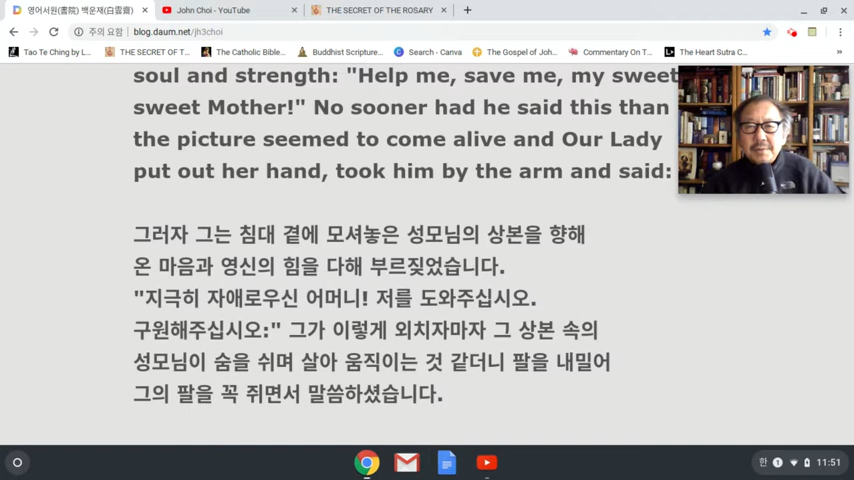 영어서원(書院) 백운재(白雲齋)
John Choi - YouTube
THE SECRET OF THE ROSARY
주의 요함
blog.daum.net/jh3choi
Tao Te Ching by L...
THE SECRET OF T...
The Catholic Bible...
Buddhist Scripture...
Search - Canva
The Gospel of Joh...
Commentary On T...
The Heart Sutra C...
soul and strength: "Help me, save me, my sweet
sweet Mother!" No sooner had he said this than
the picture seemed to come alive and Our Lady
put out her hand, took him by the arm and said:
그러자 그는 침대 곁에 모셔놓은 성모님의 상본을 향해
온 마음과 영신의 힘을 다해 부르짖었습니다.
"지극히 자애로우신 어머니! 저를 도와주십시오.
구원해주십시오:" 그가 이렇게 외치자마자 그 상본 속의
성모님이 숨을 쉬며 살아 움직이는 것 같더니 팔을 내밀어
그의 팔을 꼭 쥐면서 말씀하셨습니다.
한
1
11:51